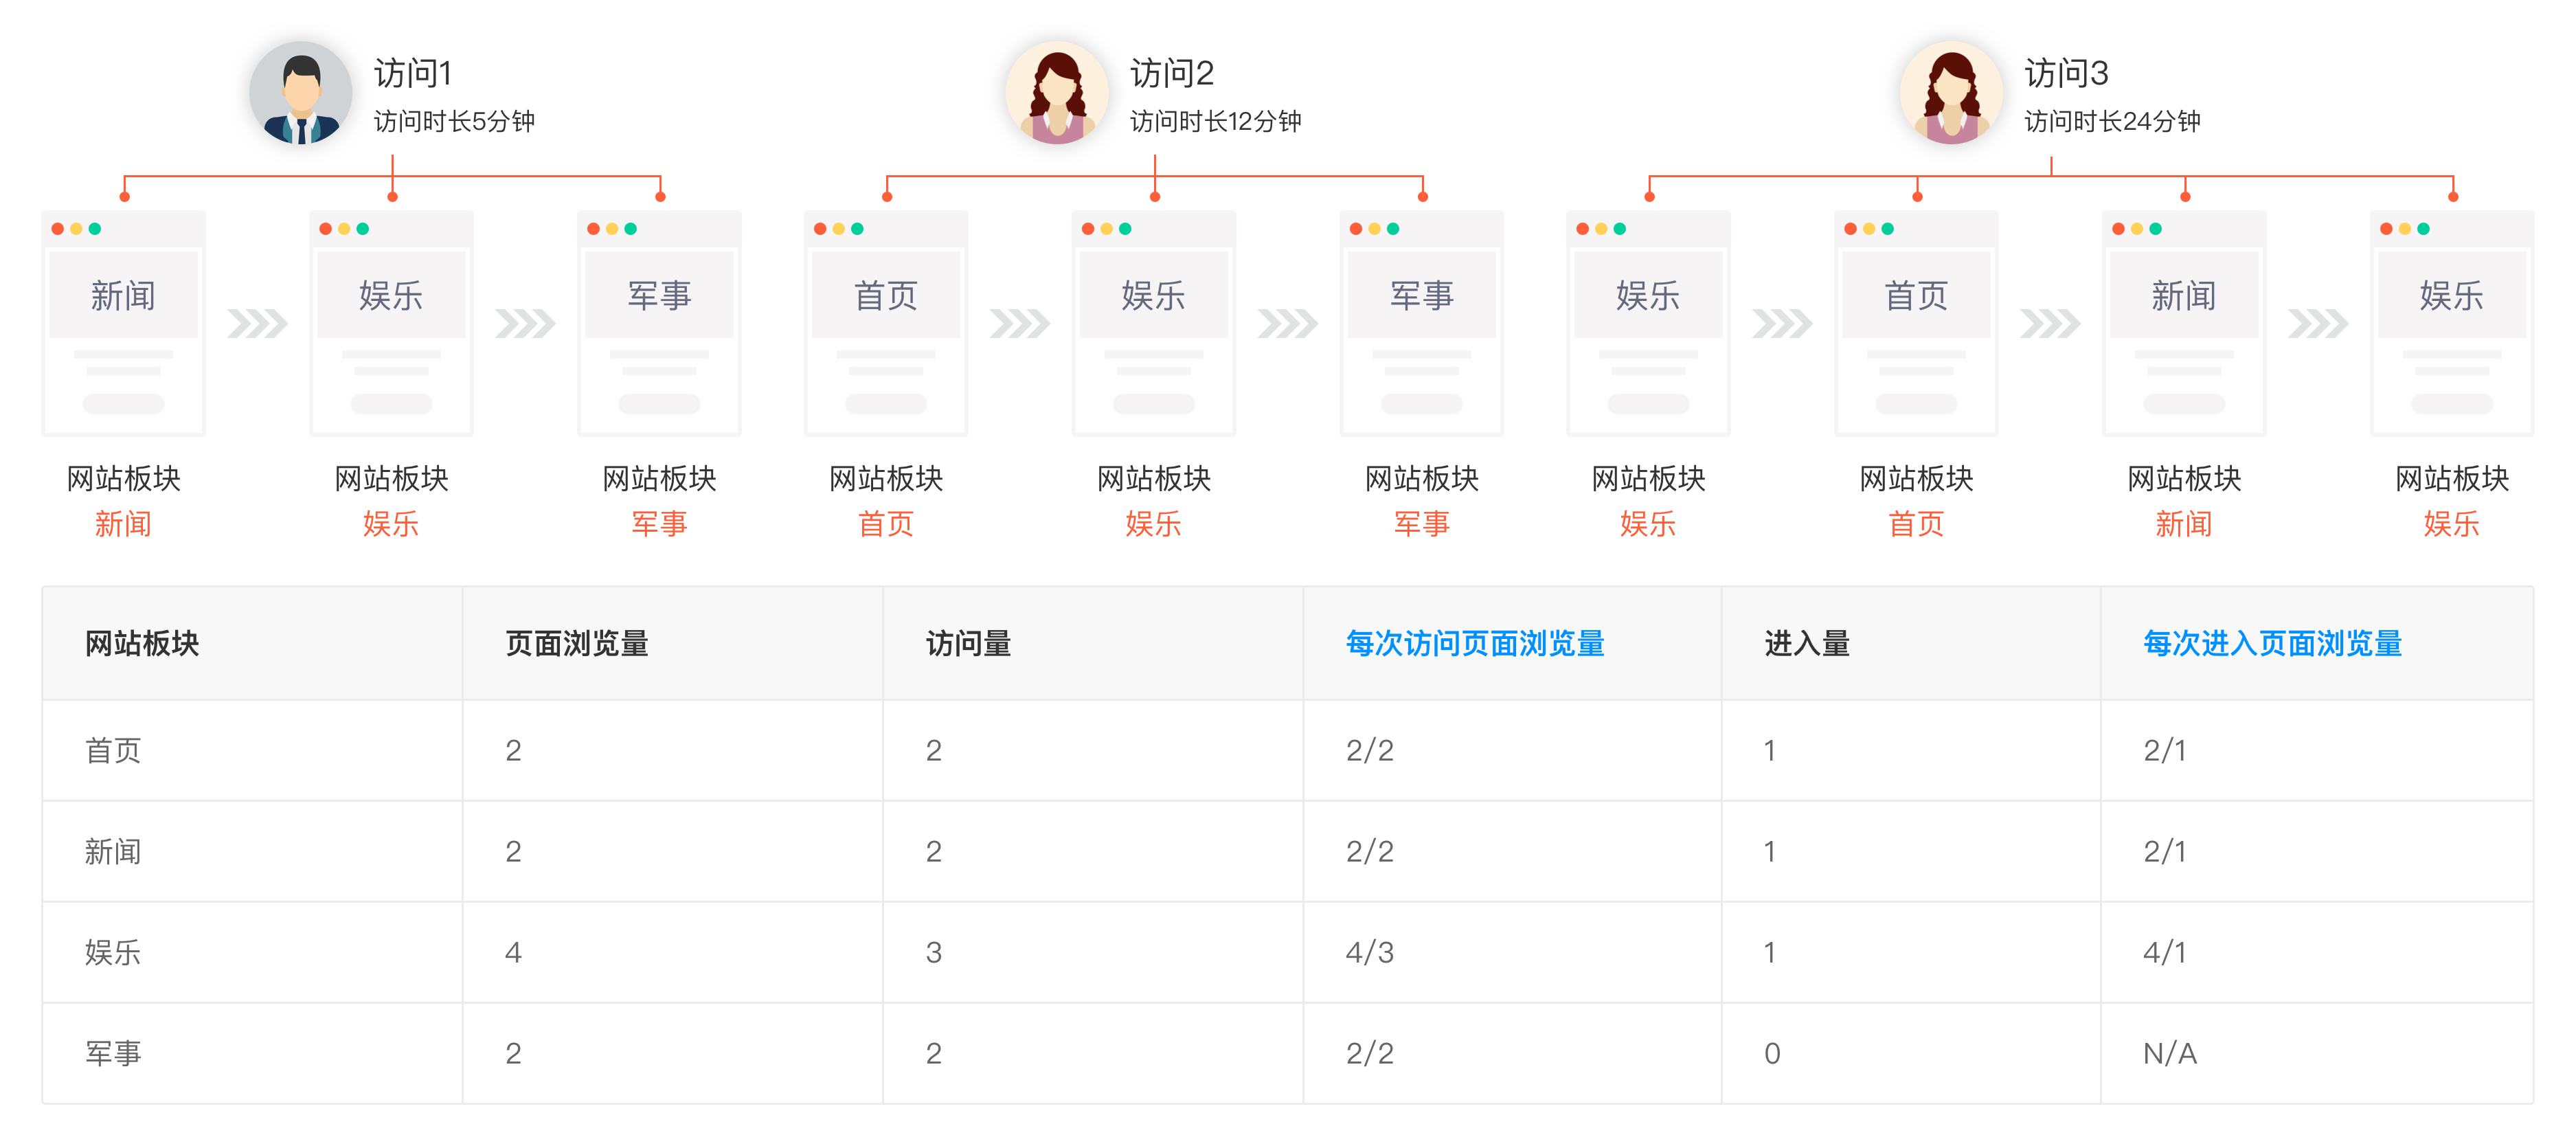 访问1
访问时长5分钟
访问2
访问时长12分钟
访问3
访问时长24分钟
新闻 娱乐 军事 首页 娱乐 军事 娱乐 首页 新闻 娱乐
网站板块 网站板块 网站板块 网站板块 网站板块 网站板块 网站板块 网站板块 网站板块 网站板块
新闻 娱乐 军事 首页 娱乐 军事 娱乐 首页 新闻 娱乐
网站板块 页面浏览量 访问量 每次访问页面浏览量 进入量 每次进入页面浏览量
首页 2 2 2/2 1 2/1
新闻 2 2 2/2 1 2/1
娱乐 4 3 4/3 1 4/1
军事 2 2 2/2 0 N/A